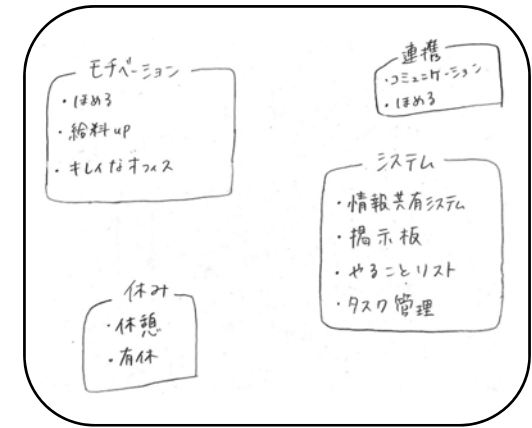 モチベーション
・ほめる
・給料up
・キレイなオフィス
連携
・コミュニケーション
・ほめる
システム
・情報共有システム
・掲示板
・やることリスト
・タスク管理
休み
・休憩
・有休